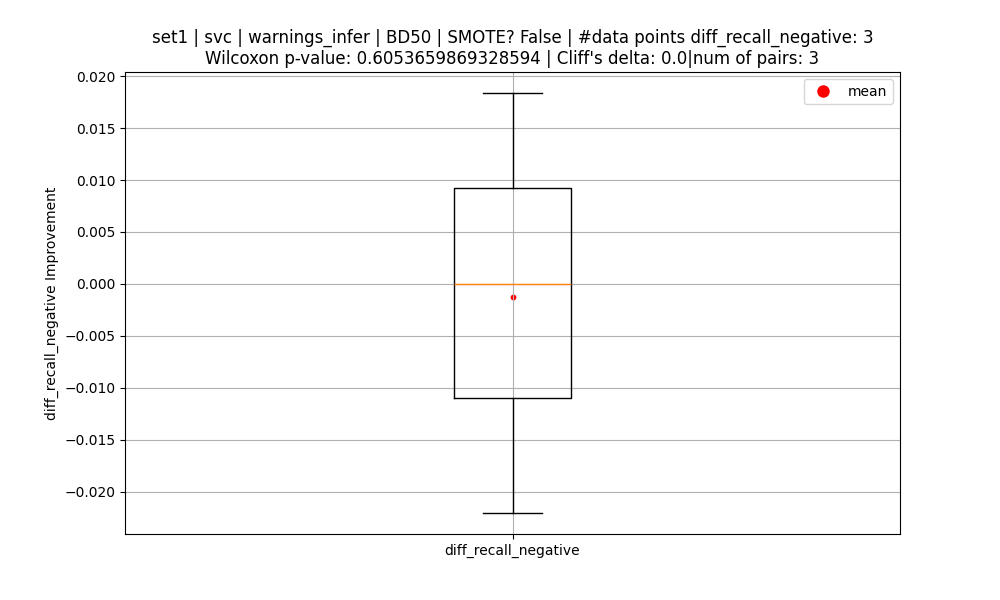 set1 | svc | warnings_infer | BD50 | SMOTE? False | #data points diff_recall_negative: 3
Wilcoxon p-value: 0.6053659869328594 | Cliff's delta: 0.0|num of pairs: 3
mean
0.020
0.015
0.010
0.005
0.000
−0.005
−0.010
−0.015
−0.020
diff_recall_negative Improvement
diff_recall_negative